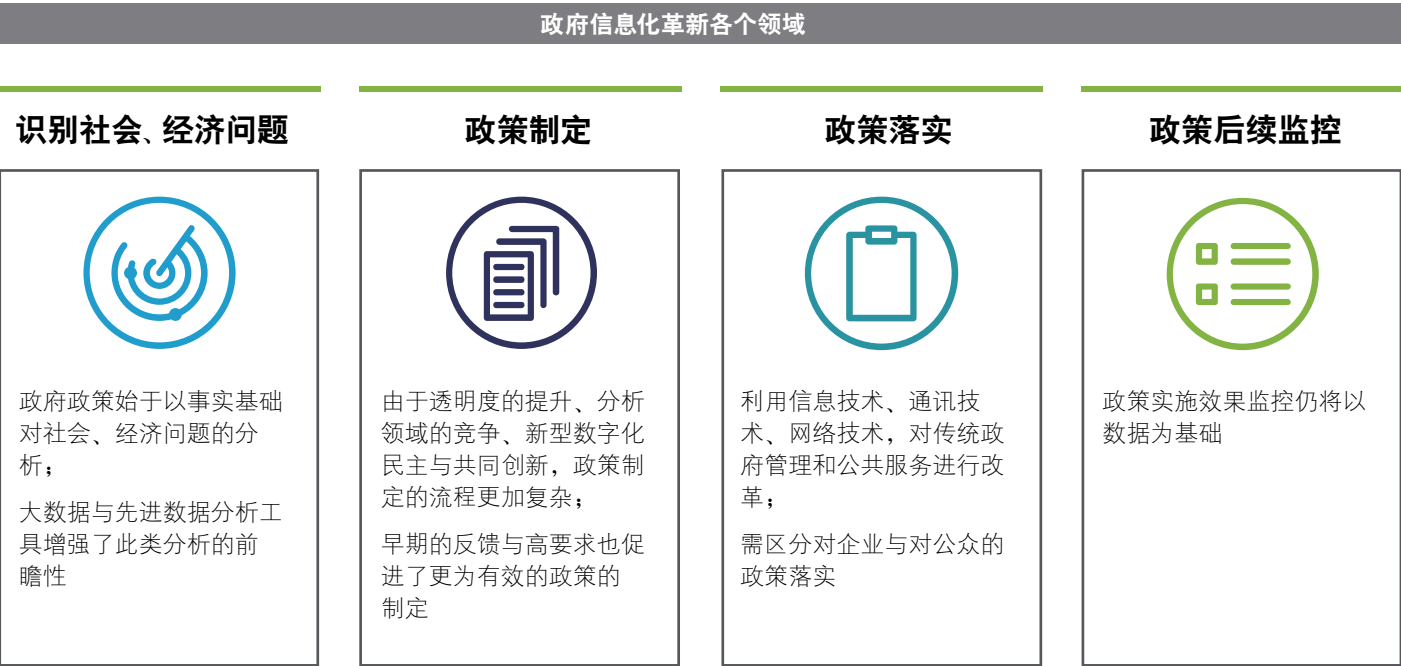 政府信息化革新各个领域
识别社会、经济问题
政府政策始于以事实基础
对社会、经济问题的分
析；
大数据与先进数据分析工
具增强了此类分析的前
瞻性
政策制定
由于透明度的提升、分析
领域的竞争、新型数字化
民主与共同创新，政策制
定的流程更加复杂；
早期的反馈与高要求也促
进了更为有效的政策的
制定
政策落实
利用信息技术、通讯技
术、网络技术，对传统政
府管理和公共服务进行改
革；
需区分对企业与对公众的
政策落实
政策后续监控
政策实施效果监控仍将以
数据为基础